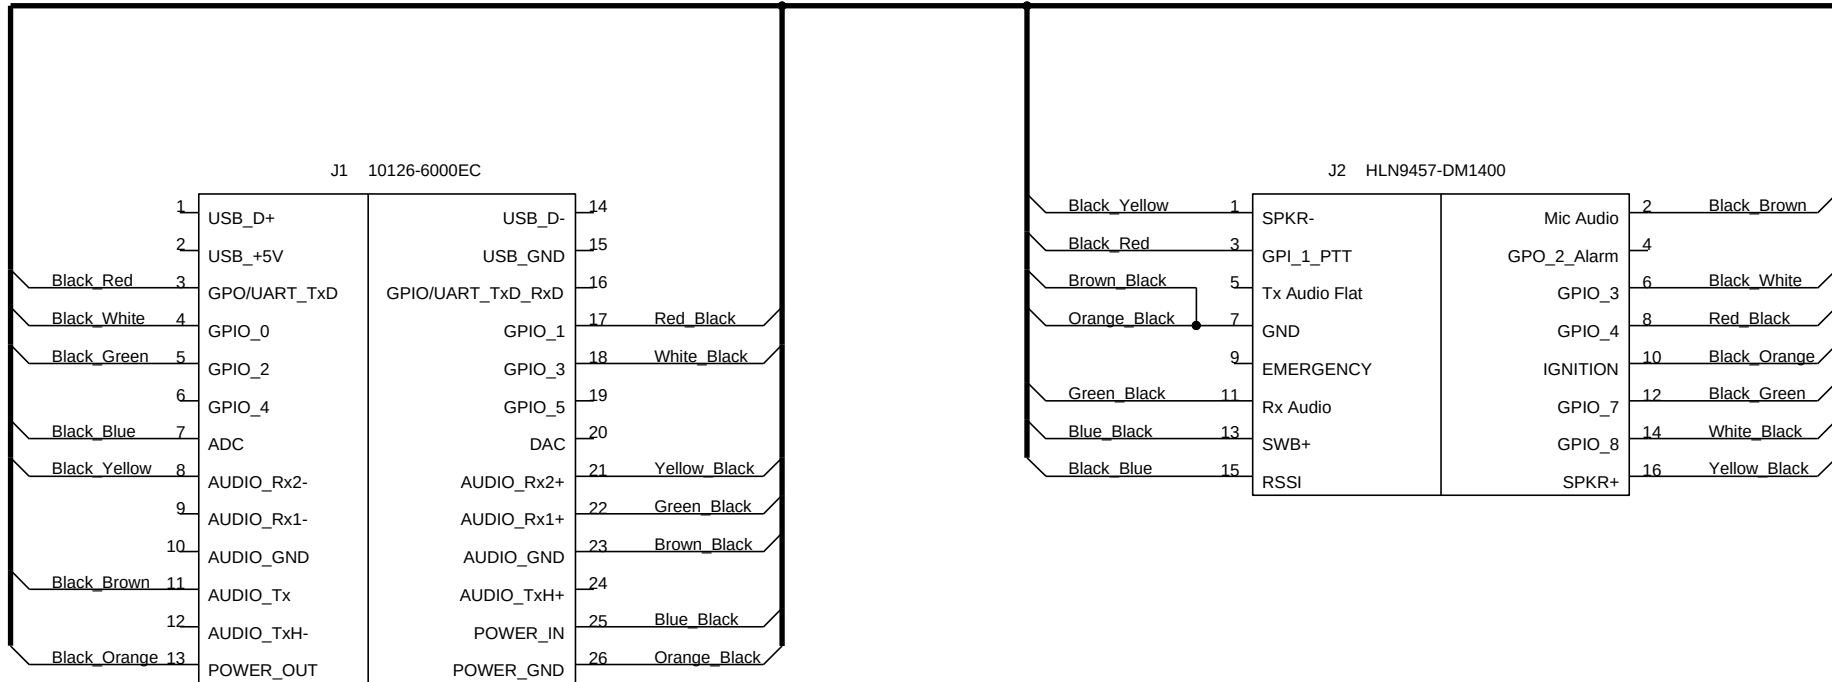 J1 10126-6000EC
1 USB_D+ USB_D- 14
2 USB_+5V USB_GND 15
Black_Red 3 GPO/UART_TxD GPIO/UART_TxD_RxD 16
Black_White 4 GPIO_0 GPIO_1 17 Red_Black
Black_Green 5 GPIO_2 GPIO_3 18 White_Black
6 GPIO_4 GPIO_5 19
Black_Blue 7 ADC DAC 20
Black_Yellow 8 AUDIO_Rx2- AUDIO_Rx2+ 21 Yellow_Black
9 AUDIO_Rx1- AUDIO_Rx1+ 22 Green_Black
10 AUDIO_GND AUDIO_GND 23 Brown_Black
Black_Brown 11 AUDIO_Tx AUDIO_TxH+ 24
12 AUDIO_TxH- POWER_IN 25 Blue_Black
Black_Orange 13 POWER_OUT POWER_GND 26 Orange_Black
J2 HLN9457-DM1400
Black_Yellow 1 SPKR- Mic Audio 2 Black_Brown
Black_Red 3 GPI_1_PTT GPO_2_Alarm 4
Brown_Black 5 Tx Audio Flat GPIO_3 6 Black_White
Orange_Black 7 GND GPIO_4 8 Red_Black
9 EMERGENCY IGNITION 10 Black_Orange
Green_Black 11 Rx Audio GPIO_7 12 Black_Green
Blue_Black 13 SWB+ GPIO_8 14 White_Black
Black_Blue 15 RSSI SPKR+ 16 Yellow_Black